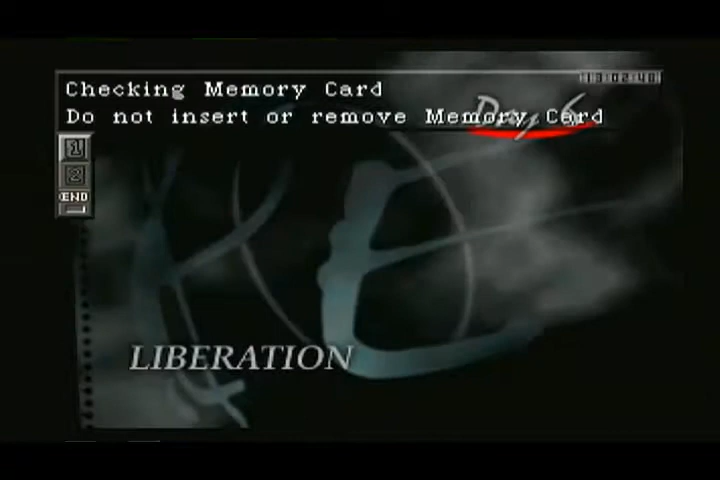 Checking Memory Card
Do not insert or remove Memory Card
Day 6
1
2
END
LIBERATION